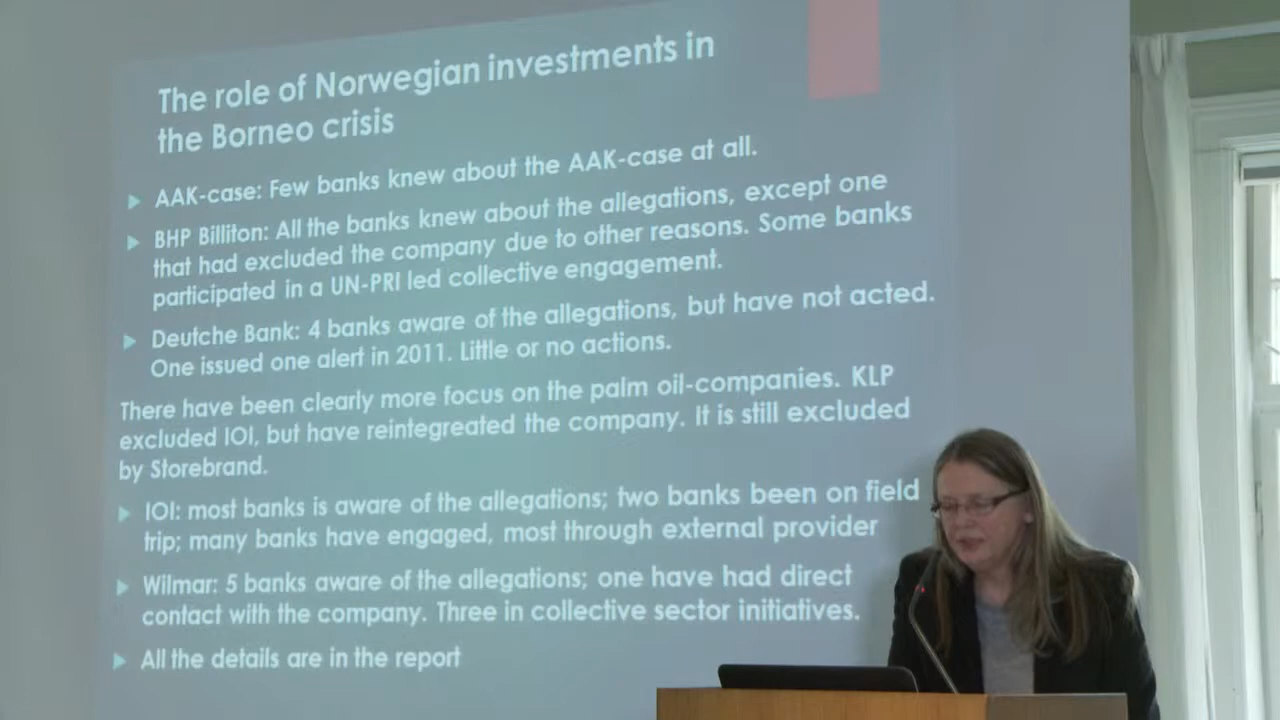 The role of Norwegian investments in
the Borneo crisis
AAK-case: Few banks knew about the AAK-case at all.
BHP Billiton: All the banks knew about the allegations, except one
that had excluded the company due to other reasons. Some banks
participated in a UN-PRI led collective engagement.
Deutche Bank: 4 banks aware of the allegations, but have not acted.
One issued one alert in 2011. Little or no actions.
There have been clearly more focus on the palm oil-companies. KLP
excluded IOI, but have reintegreated the company. It is still excluded
by Storebrand.
IOI: most banks is aware of the allegations; two banks been on field
trip; many banks have engaged, most through external provider
Wilmar: 5 banks aware of the allegations; one have had direct
contact with the company. Three in collective sector initiatives.
All the details are in the report